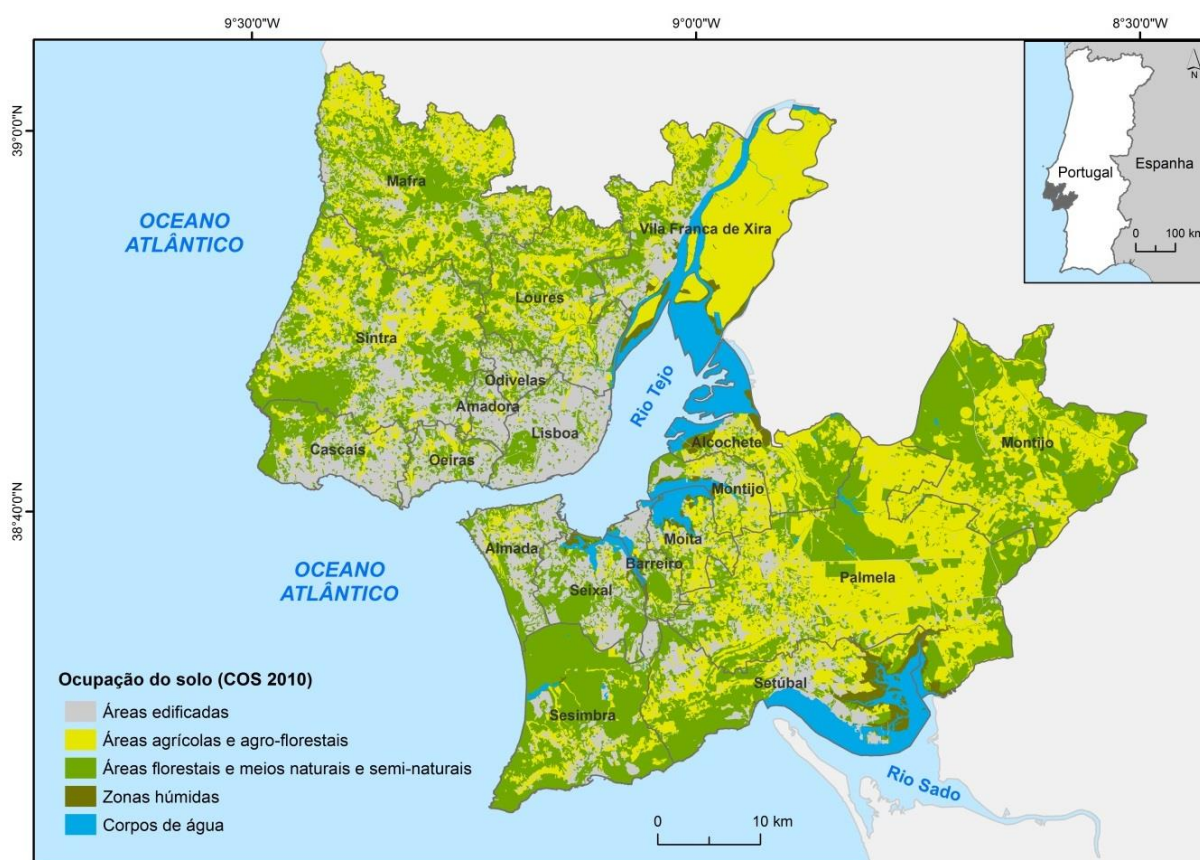 9°30'0"W
9°0'0"W
8°30'0"W
39°0'0"N
38°40'0"N
N
Portugal
Espanha
0 100 km
OCEANO
ATLÂNTICO
Mafra
Vila Franca de Xira
Loures
Sintra
Odivelas
Amadora
Lisboa
Cascais
Oeiras
Rio Tejo
Alcochete
Montijo
Montijo
Moita
Almada
Barreiro
Seixal
Palmela
OCEANO
ATLÂNTICO
Setúbal
Sesimbra
Rio Sado
Ocupação do solo (COS 2010)
Áreas edificadas
Áreas agrícolas e agro-florestais
Áreas florestais e meios naturais e semi-naturais
Zonas húmidas
Corpos de água
0 10 km